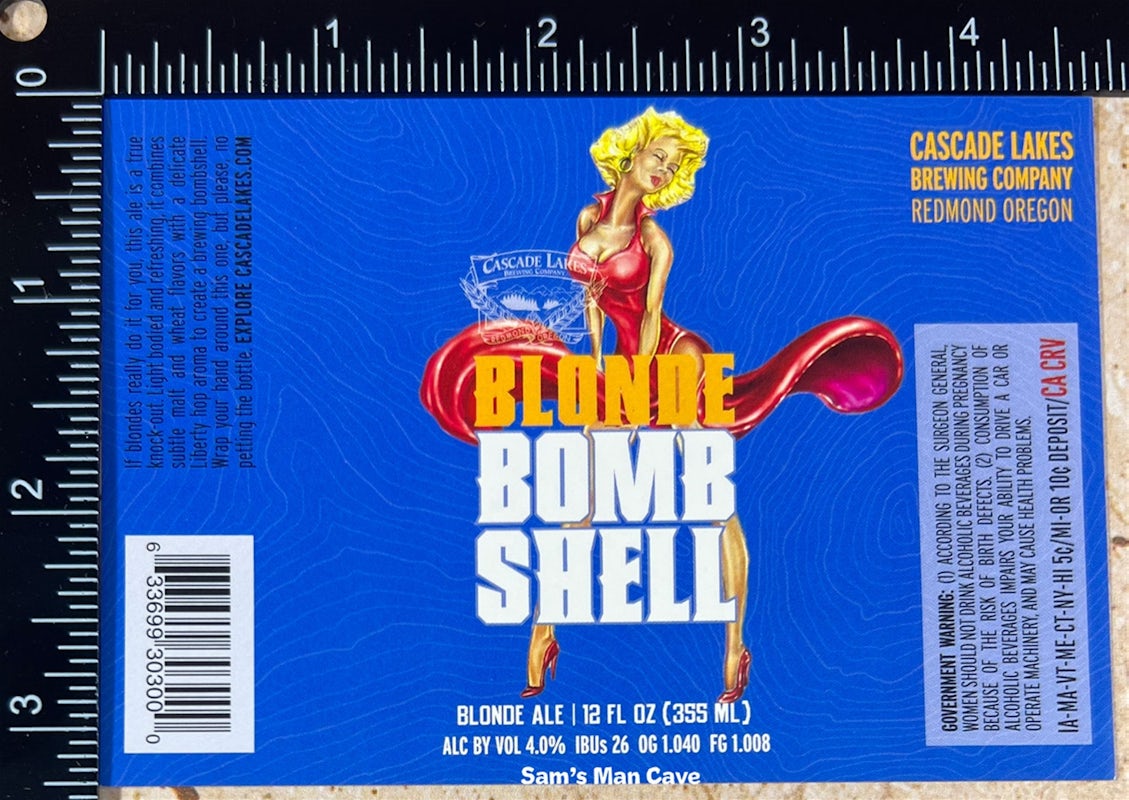 1 2 3 4
0
1
2
3
If blondes really do it for you, this ale is a true
knock-out. Light bodied and refreshing, it combines
subtle malt and wheat flavors with a delicate
Liberty hop aroma to create a brewing bombshell.
Wrap your hand around this one, but please, no
petting the bottle. EXPLORE CASCADELAKES.COM
6 33699 30300 0
CASCADE LAKES
BREWING COMPANY
REDMOND OREGON
BLONDE
BOMB
SHELL
BLONDE ALE | 12 FL OZ (355 ML)
ALC BY VOL 4.0% IBUs 26 OG 1.040 FG 1.008
Sam's Man Cave
CASCADE LAKES
BREWING COMPANY
REDMOND OREGON
GOVERNMENT WARNING: (1) ACCORDING TO THE SURGEON GENERAL,
WOMEN SHOULD NOT DRINK ALCOHOLIC BEVERAGES DURING PREGNANCY
BECAUSE OF THE RISK OF BIRTH DEFECTS. (2) CONSUMPTION OF
ALCOHOLIC BEVERAGES IMPAIRS YOUR ABILITY TO DRIVE A CAR OR
OPERATE MACHINERY, AND MAY CAUSE HEALTH PROBLEMS.
IA-MA-VT-ME-CT-NY-HI 5¢/MI-OR 10¢ DEPOSIT/CA CRV